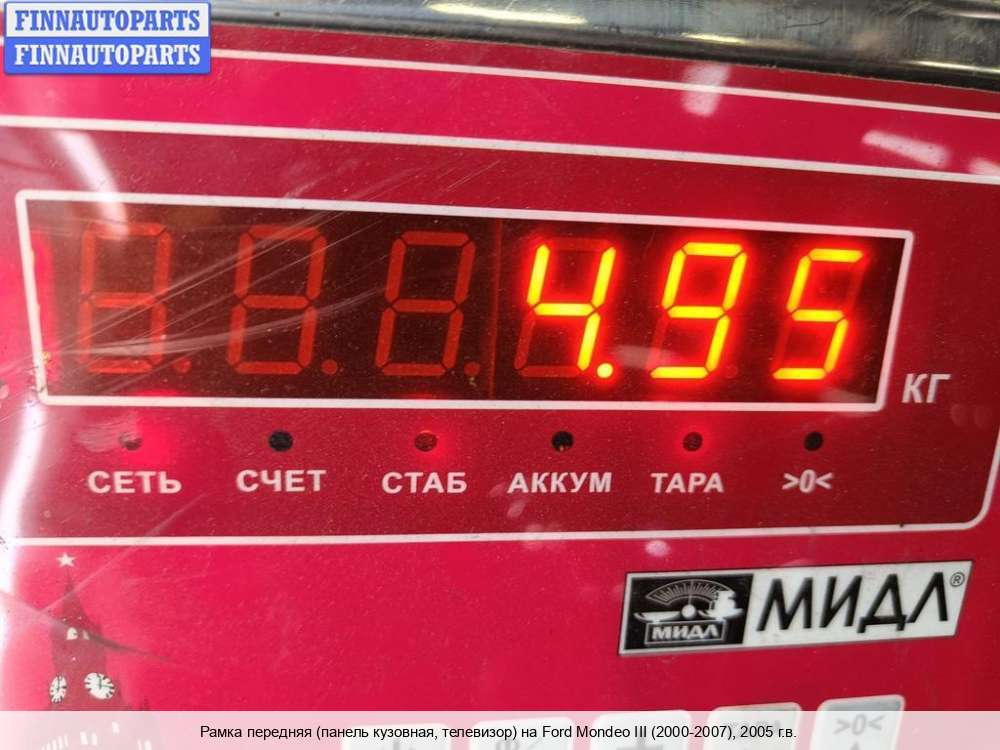 FINNAUTOPARTS
FINNAUTOPARTS
4.95
КГ
СЕТЬ СЧЕТ СТАБ АККУМ ТАРА >0<
МИДЛ МИДЛ®
ТАРА >0<
Рамка передняя (панель кузовная, телевизор) на Ford Mondeo III (2000-2007), 2005 г.в.